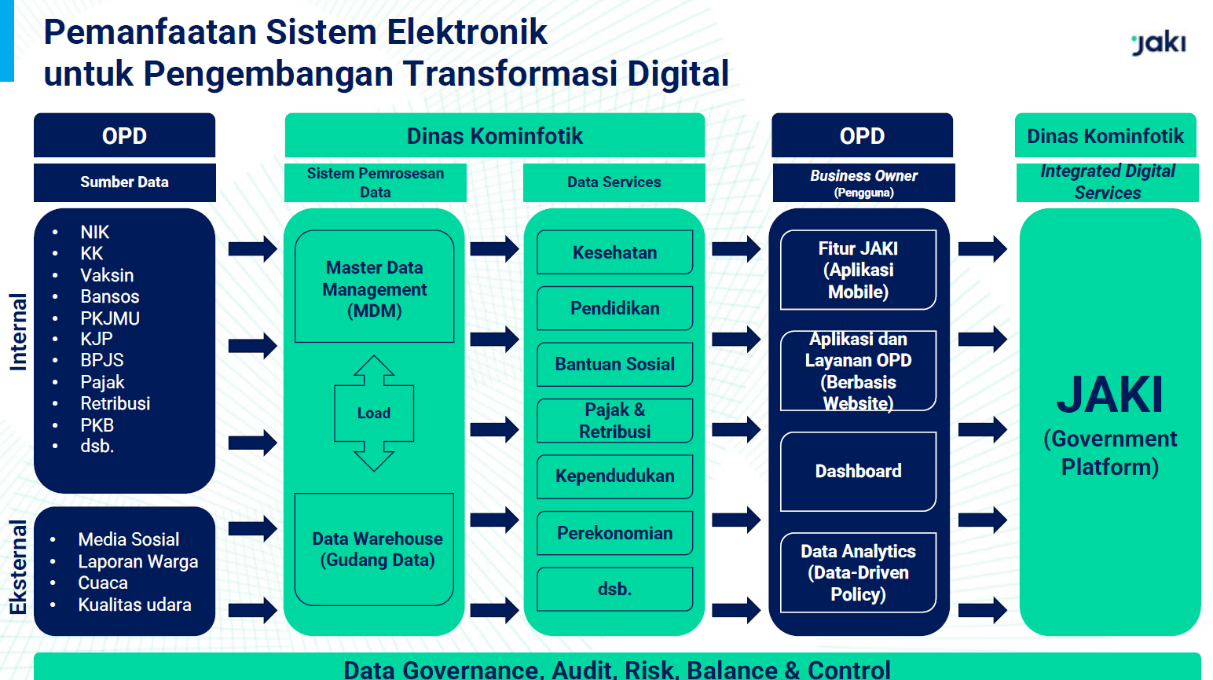 Pemanfaatan Sistem Elektronik
untuk Pengembangan Transformasi Digital
jaki
OPD
Sumber Data
Internal
• NIK
• KK
• Vaksin
• Bansos
• PKJMU
• KJP
• BPJS
• Pajak
• Retribusi
• PKB
• dsb.
Eksternal
• Media Sosial
• Laporan Warga
• Cuaca
• Kualitas udara
Dinas Kominfotik
Sistem Pemrosesan
Data
Master Data
Management
(MDM)
Load
Data Warehouse
(Gudang Data)
Data Services
Kesehatan
Pendidikan
Bantuan Sosial
Pajak &
Retribusi
Kependudukan
Perekonomian
dsb.
OPD
Business Owner
(Pengguna)
Fitur JAKI
(Aplikasi
Mobile)
Aplikasi dan
Layanan OPD
(Berbasis
Website)
Dashboard
Data Analytics
(Data-Driven
Policy)
Dinas Kominfotik
Integrated Digital
Services
JAKI
(Government
Platform)
Data Governance, Audit, Risk, Balance & Control